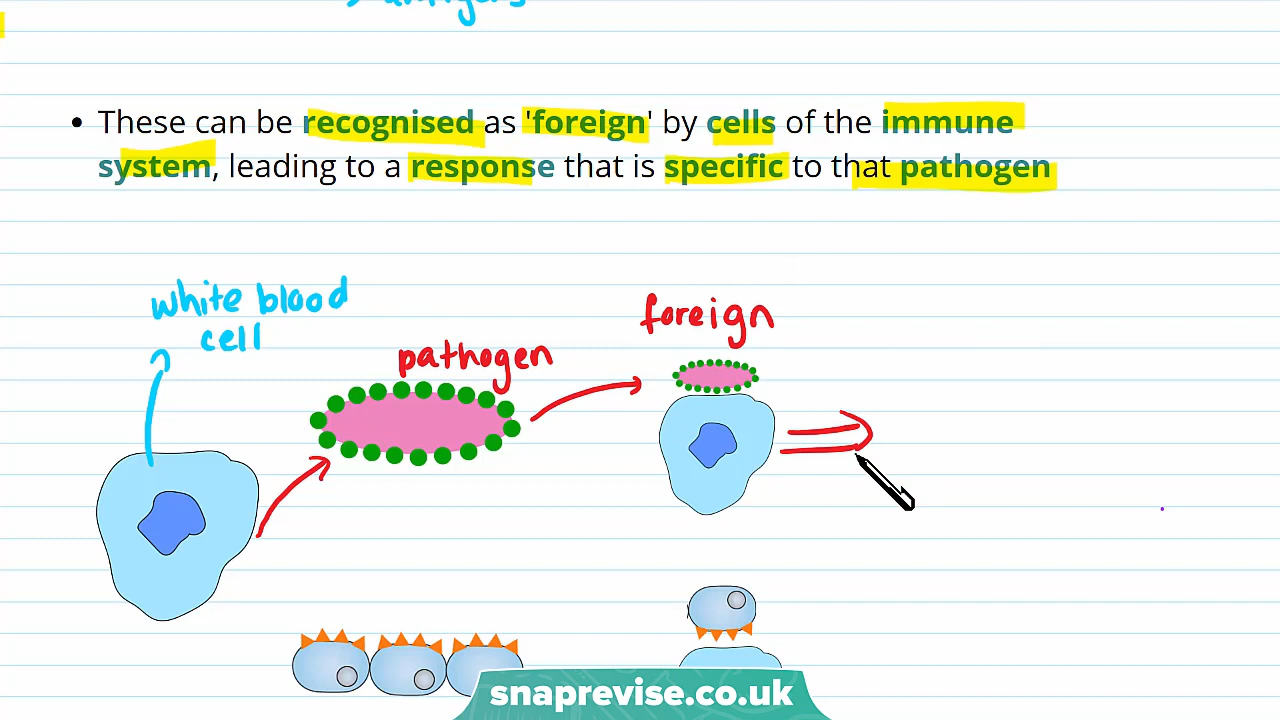 • These can be recognised as 'foreign' by cells of the immune
system, leading to a response that is specific to that pathogen
white blood
cell
pathogen
foreign
snaprevise.co.uk